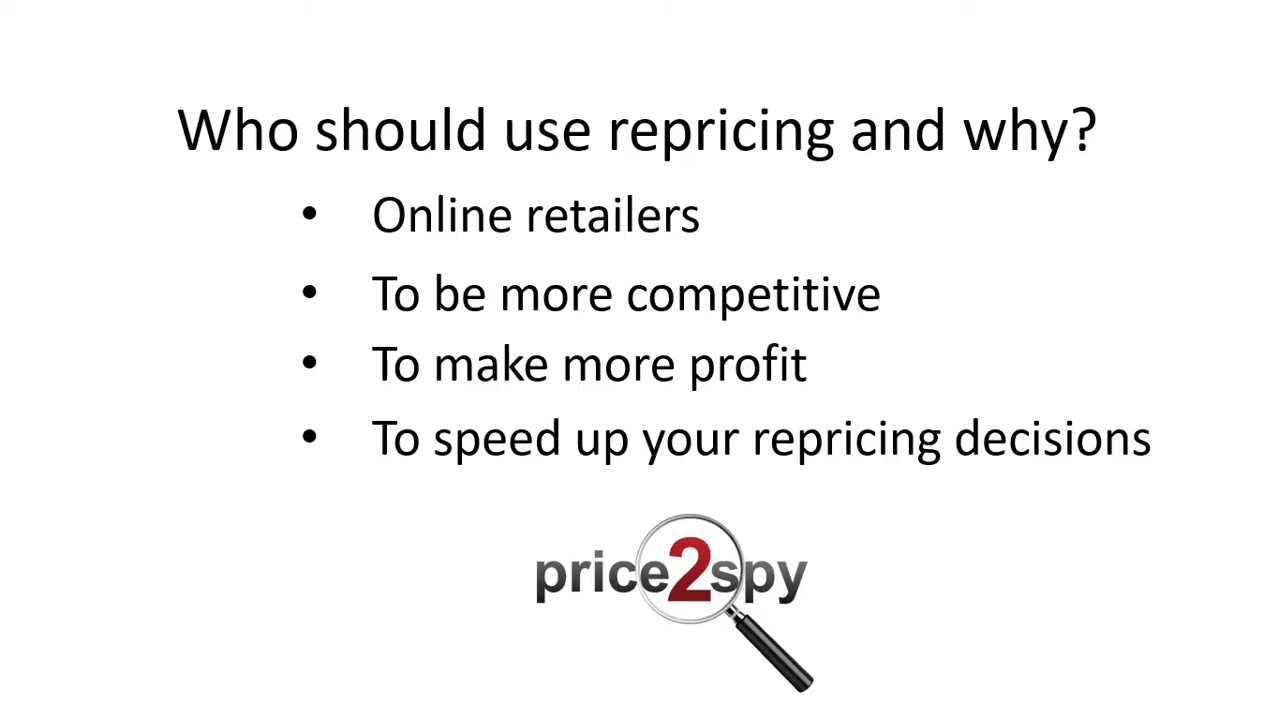 Who should use repricing and why?
• Online retailers
• To be more competitive
• To make more profit
• To speed up your repricing decisions
price2spy